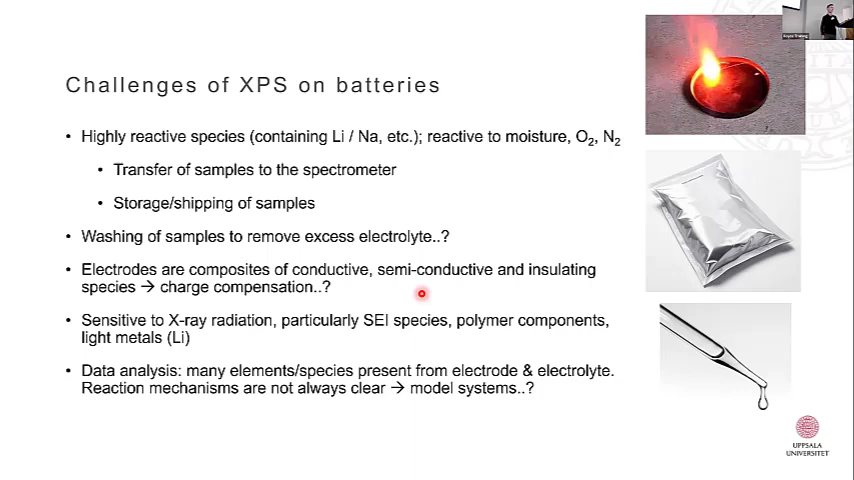 Challenges of XPS on batteries
• Highly reactive species (containing Li / Na, etc.); reactive to moisture, O₂, N₂
• Transfer of samples to the spectrometer
• Storage/shipping of samples
• Washing of samples to remove excess electrolyte..?
• Electrodes are composites of conductive, semi-conductive and insulating
species → charge compensation..?
• Sensitive to X-ray radiation, particularly SEI species, polymer components,
light metals (Li)
• Data analysis: many elements/species present from electrode & electrolyte.
Reaction mechanisms are not always clear → model systems..?
UPPSALA
UNIVERSITET